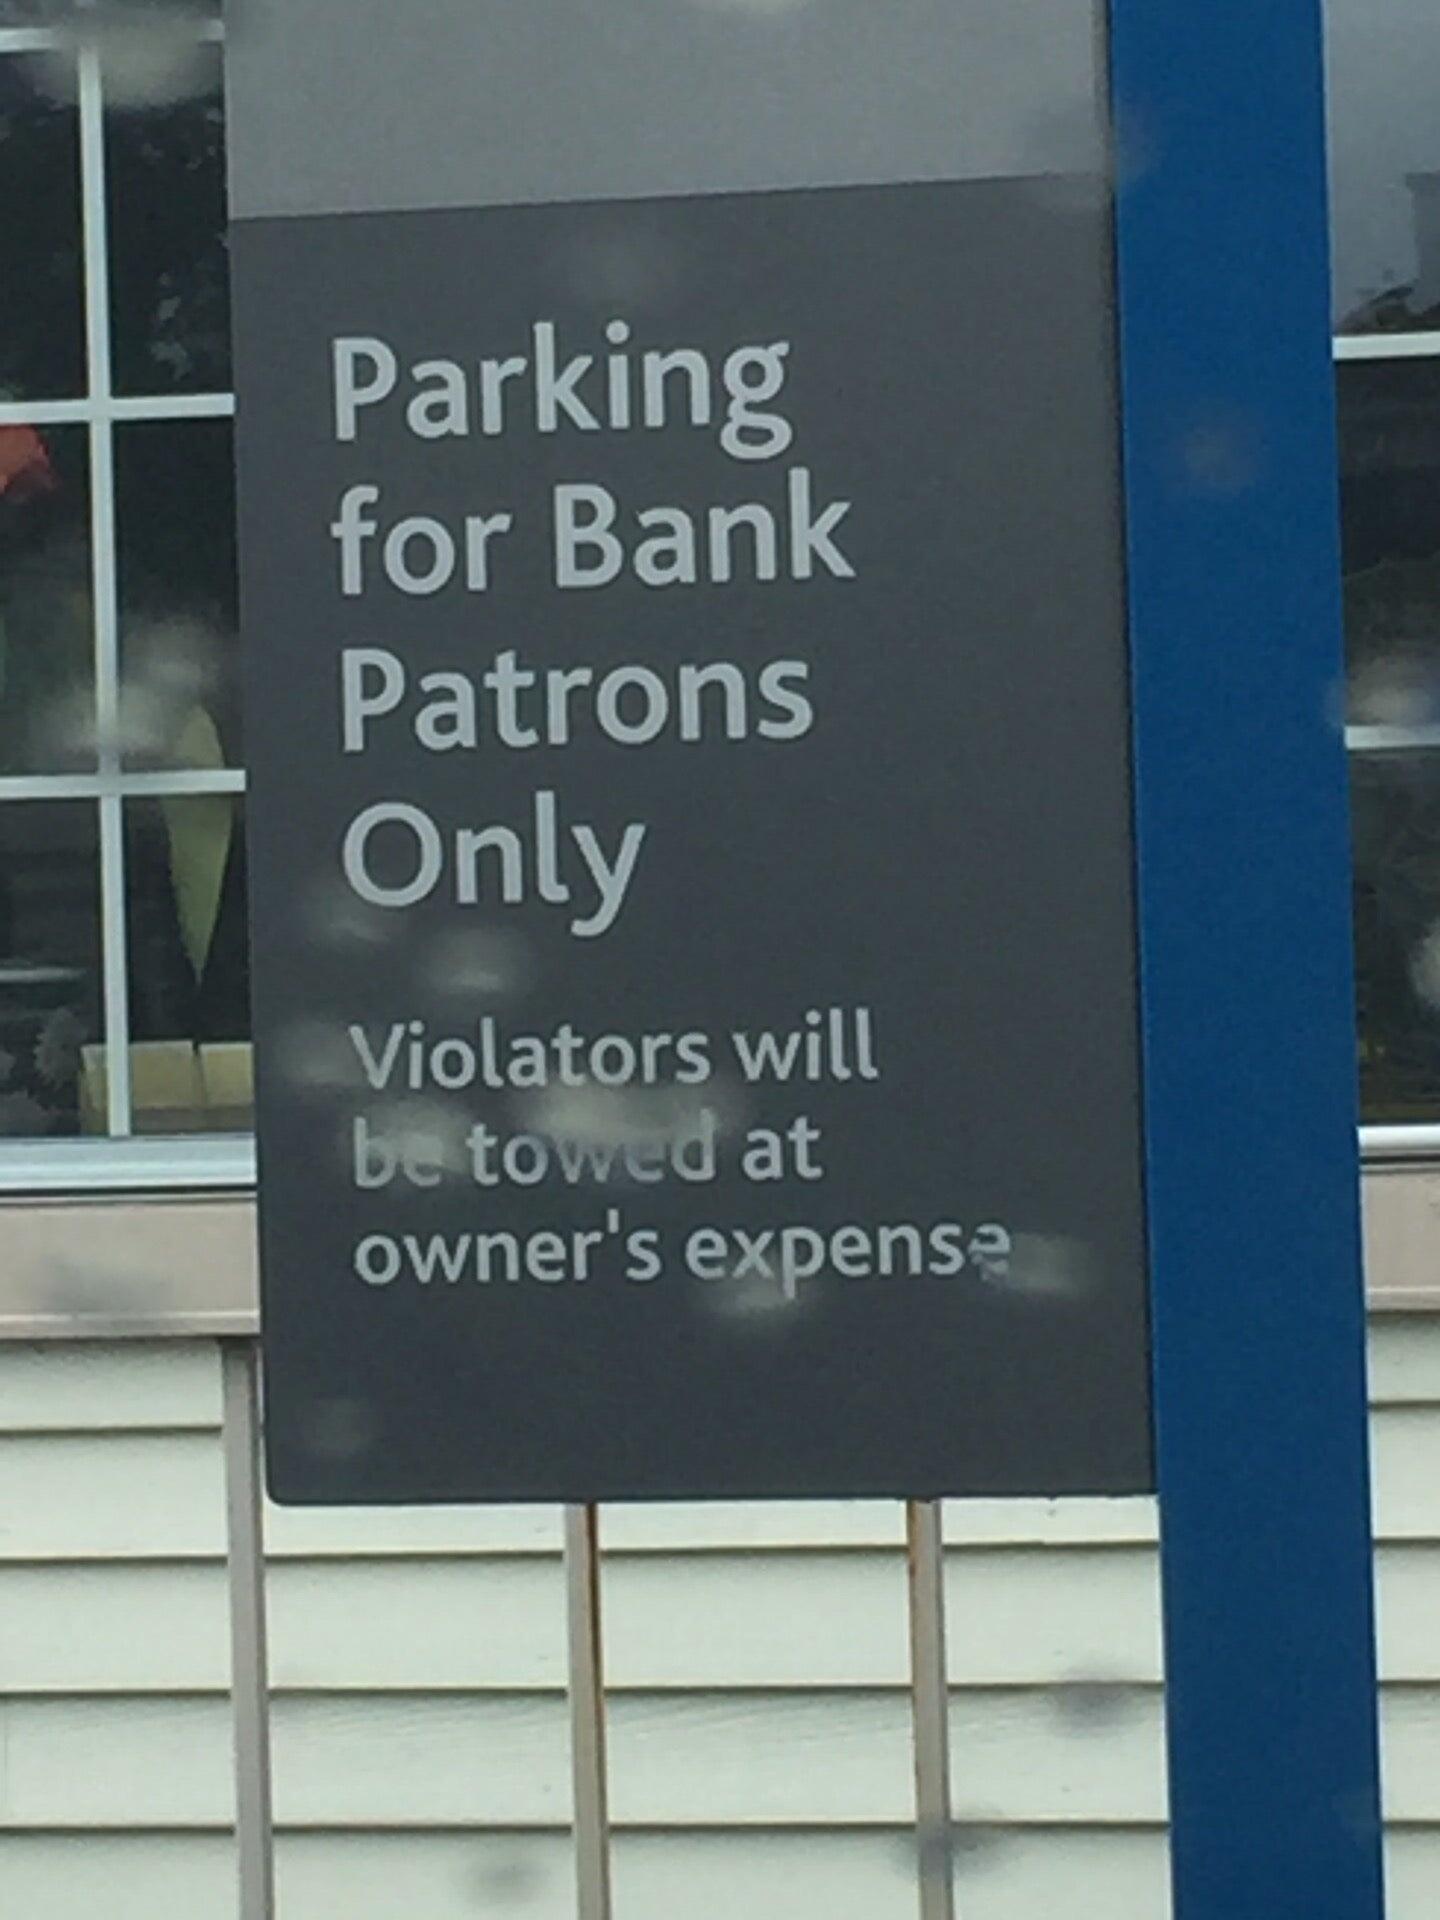 Parking
for Bank
Patrons
Only
Violators will
be towed at
owner's expense